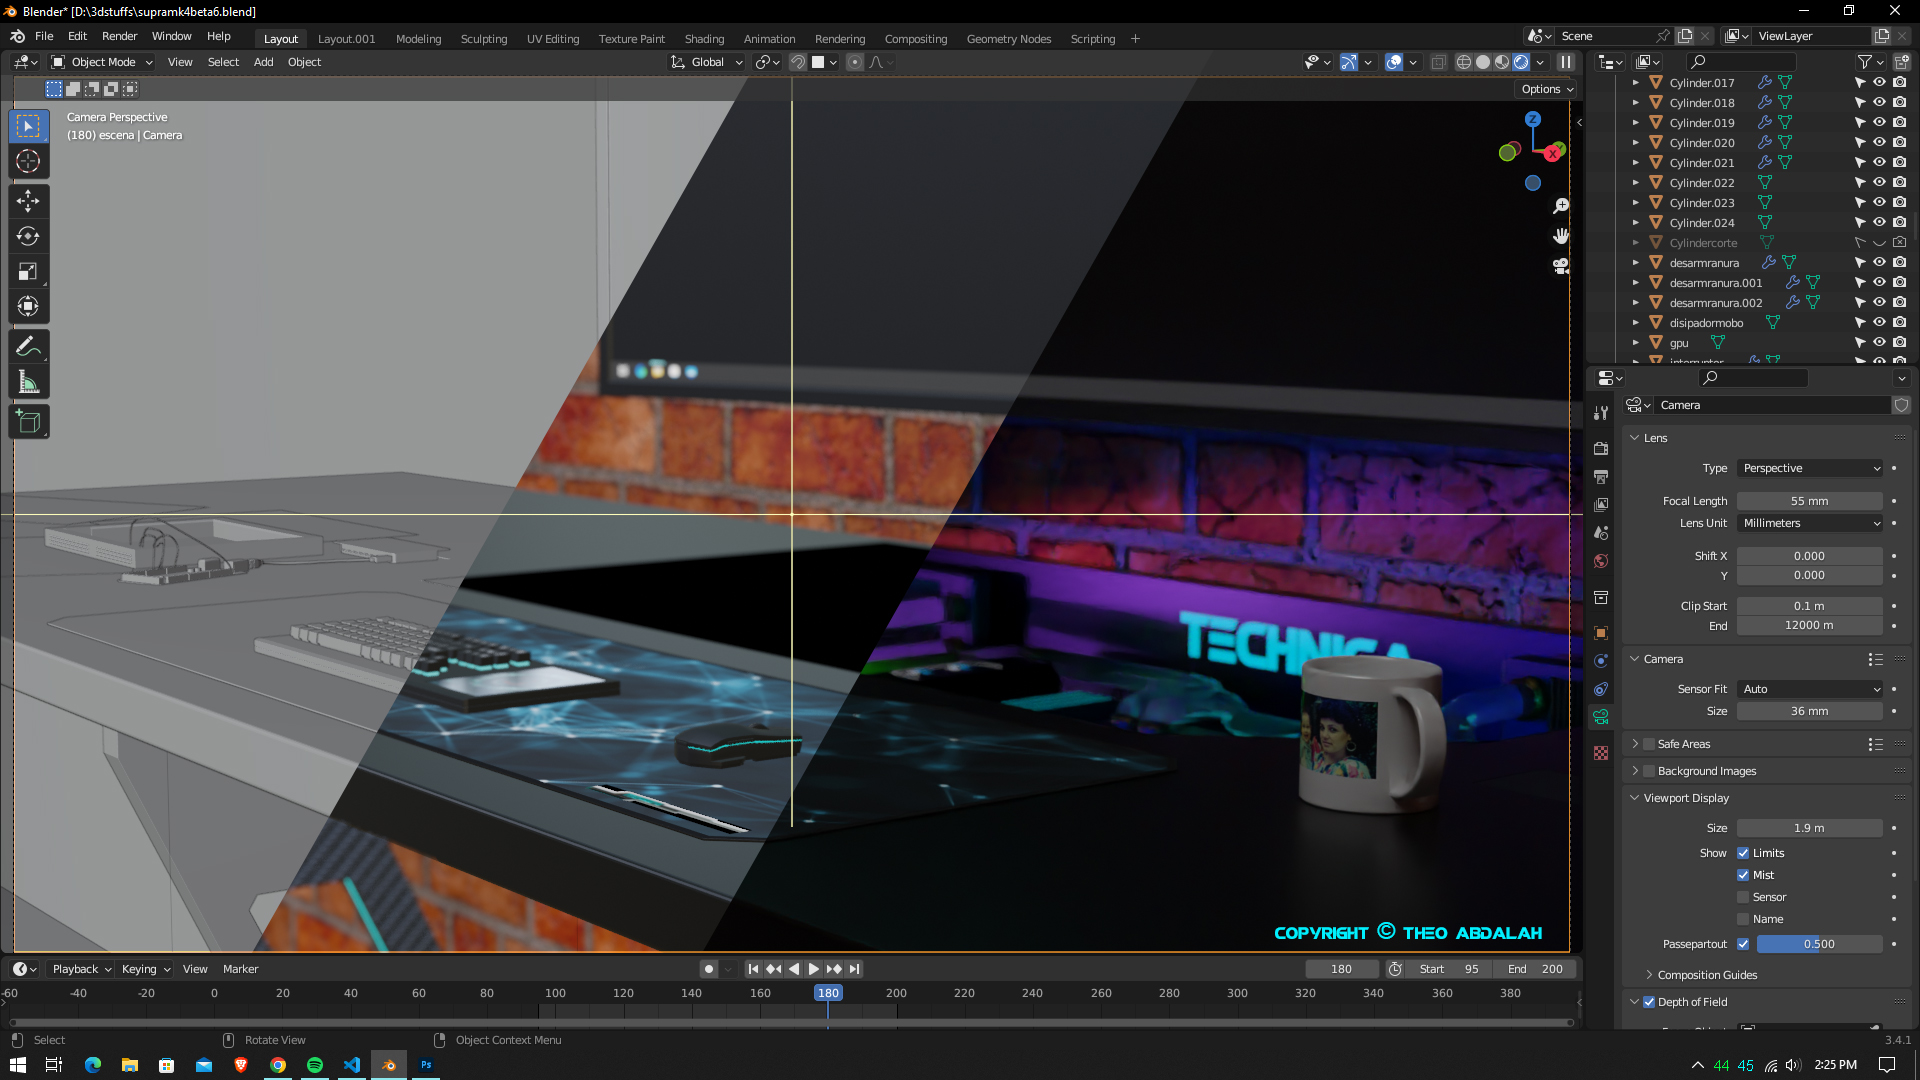 Blender* [D:\3dstuffs\supramk4beta6.blend]
File Edit Render Window Help
Layout Layout.001 Modeling Sculpting UV Editing Texture Paint Shading Animation Rendering Compositing Geometry Nodes Scripting +
Scene
ViewLayer
Object Mode View Select Add Object
Global
Options
Camera Perspective
(180) escena | Camera
Z
X
Cylinder.017
Cylinder.018
Cylinder.019
Cylinder.020
Cylinder.021
Cylinder.022
Cylinder.023
Cylinder.024
Cylindercorte
desarmranura
desarmranura.001
desarmranura.002
disipadormobo
gpu
interruptor
Camera
Lens
Type Perspective
Focal Length 55 mm
Lens Unit Millimeters
Shift X 0.000
Y 0.000
Clip Start 0.1 m
End 12000 m
Camera
Sensor Fit Auto
Size 36 mm
Safe Areas
Background Images
Viewport Display
Size 1.9 m
Show Limits
Mist
Sensor
Name
Passepartout 0.500
Composition Guides
Depth of Field
TECHNICA
COPYRIGHT © THEO ABDALAH
Playback Keying View Marker
180 Start 95 End 200
-60 -40 -20 0 20 40 60 80 100 120 140 160 180 200 220 240 260 280 300 320 340 360 380
Select Rotate View Object Context Menu
3.4.1
Ps
44 45 2:25 PM